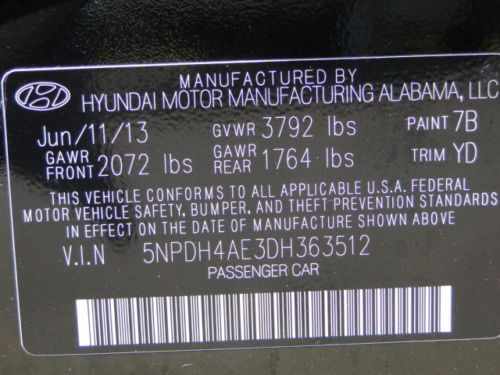 MANUFACTURED BY
HYUNDAI MOTOR MANUFACTURING ALABAMA, LLC
Jun/11/13 GVWR 3792 lbs PAINT 7B
GAWR FRONT 2072 lbs GAWR REAR 1764 lbs TRIM YD
THIS VEHICLE CONFORMS TO ALL APPLICABLE U.S.A. FEDERAL
MOTOR VEHICLE SAFETY, BUMPER, AND THEFT PREVENTION STANDARDS
IN EFFECT ON THE DATE OF MANUFACTURE SHOWN ABOVE.
V.I.N 5NPDH4AE3DH363512
PASSENGER CAR